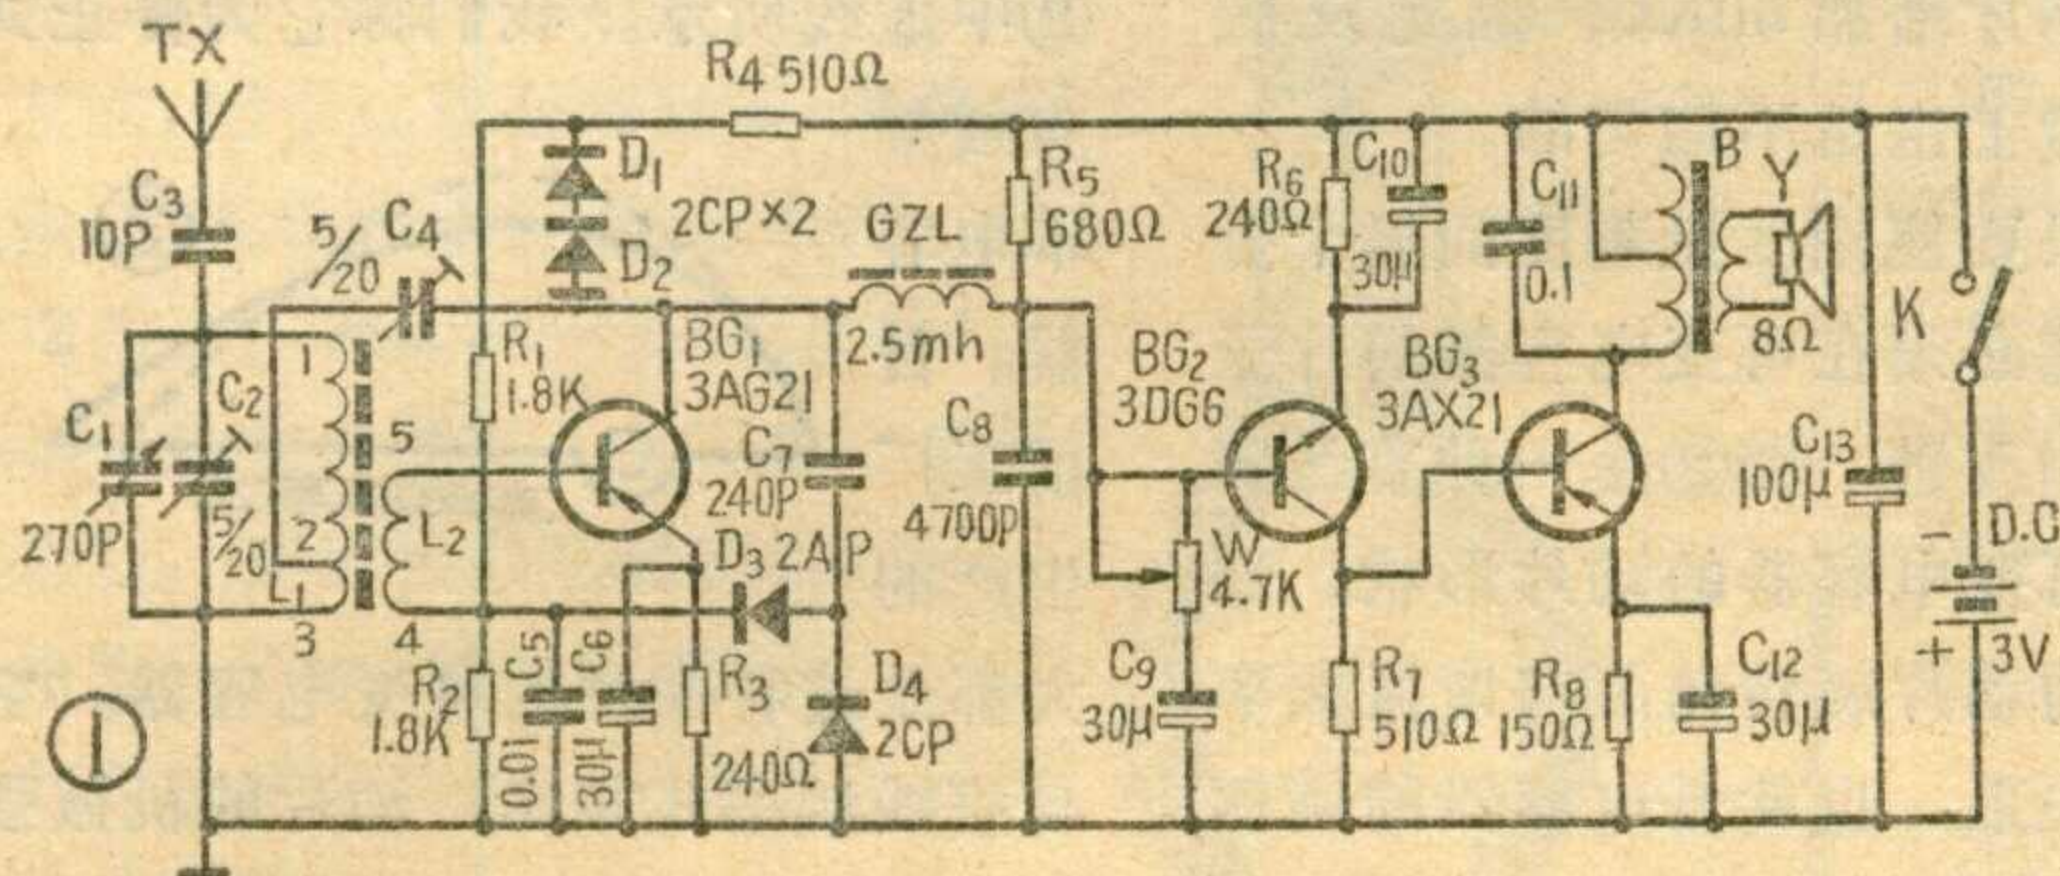 TX
R4 510Ω
C3
10P
5/20
C4
D1
2CP×2
D2
GZL
2.5mh
R5
680Ω
R6
240Ω
C10
30μ
C11
0.1
B
Y
8Ω
K
1
C2
5/20
C1
270P
2
L1
3
5
L2
4
R1
1.8K
BG1
3AG21
C7
240P
C8
4700P
BG2
3DG6
BG3
3AX21
C13
100μ
D3 2AP
W
4.7K
- D.C
+ 3V
R2
1.8K
C5
0.01
C6
30μ
R3
240Ω
D4
2CP
C9
30μ
R7
510Ω
R8
150Ω
C12
30μ
①